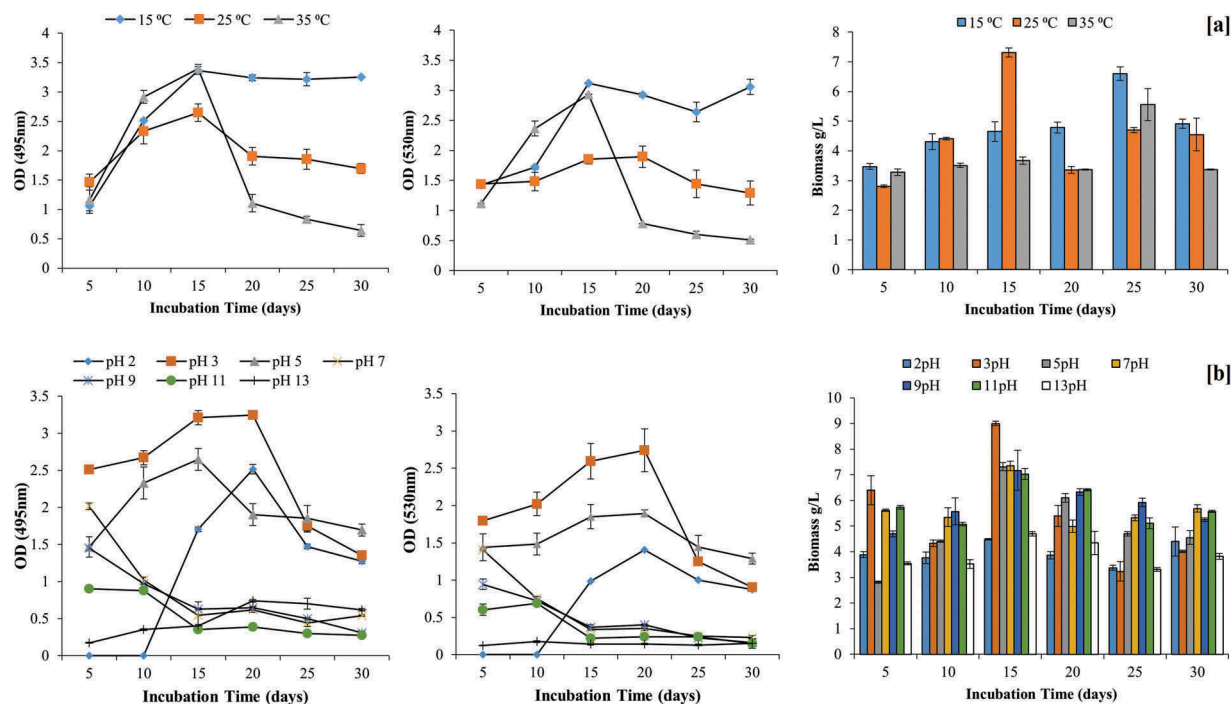 15 ºC 25 ºC 35 ºC
4
3.5
3
2.5
2
1.5
1
0.5
0
OD (495nm)
5 10 15 20 25 30
Incubation Time (days)
4
3.5
3
2.5
2
1.5
1
0.5
0
OD (530nm)
5 10 15 20 25 30
Incubation Time (days)
15 ºC 25 ºC 35 ºC
[a]
8
7
6
5
4
3
2
1
0
Biomass g/L
5 10 15 20 25 30
Incubation Time (days)
pH 2 pH 3 pH 5 pH 7
pH 9 pH 11 pH 13
3.5
3
2.5
2
1.5
1
0.5
0
OD (495nm)
5 10 15 20 25 30
Incubation Time (days)
3.5
3
2.5
2
1.5
1
0.5
0
OD (530nm)
5 10 15 20 25 30
Incubation Time (days)
2pH 3pH 5pH 7pH
9pH 11pH 13pH
[b]
10
9
8
7
6
5
4
3
2
1
0
Biomass g/L
5 10 15 20 25 30
Incubation Time (days)